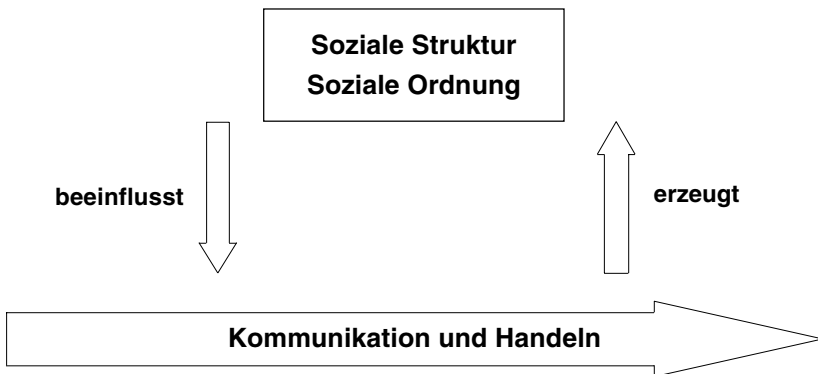 Soziale Struktur
Soziale Ordnung
beeinflusst
erzeugt
Kommunikation und Handeln